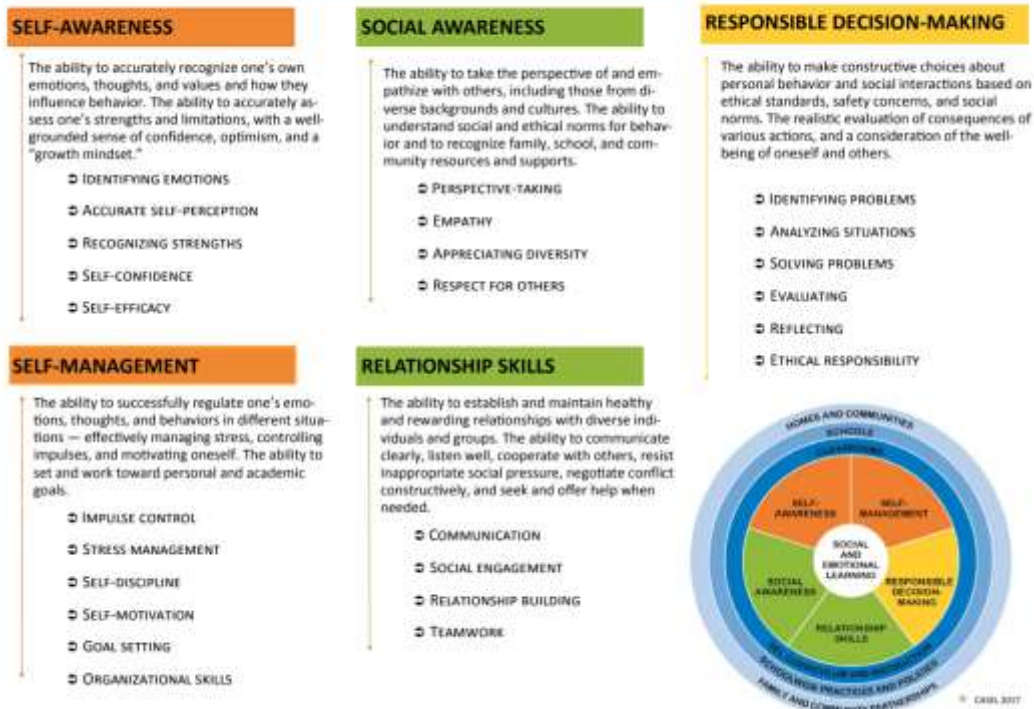 SELF-AWARENESS
The ability to accurately recognize one's own
emotions, thoughts, and values and how they
influence behavior. The ability to accurately as-
sess one's strengths and limitations, with a well-
grounded sense of confidence, optimism, and a
"growth mindset."
➲ IDENTIFYING EMOTIONS
➲ ACCURATE SELF-PERCEPTION
➲ RECOGNIZING STRENGTHS
➲ SELF-CONFIDENCE
➲ SELF-EFFICACY
SELF-MANAGEMENT
The ability to successfully regulate one's emo-
tions, thoughts, and behaviors in different situa-
tions — effectively managing stress, controlling
impulses, and motivating oneself. The ability to
set and work toward personal and academic
goals.
➲ IMPULSE CONTROL
➲ STRESS MANAGEMENT
➲ SELF-DISCIPLINE
➲ SELF-MOTIVATION
➲ GOAL SETTING
➲ ORGANIZATIONAL SKILLS
SOCIAL AWARENESS
The ability to take the perspective of and em-
pathize with others, including those from di-
verse backgrounds and cultures. The ability to
understand social and ethical norms for behav-
ior and to recognize family, school, and com-
munity resources and supports.
➲ PERSPECTIVE-TAKING
➲ EMPATHY
➲ APPRECIATING DIVERSITY
➲ RESPECT FOR OTHERS
RELATIONSHIP SKILLS
The ability to establish and maintain healthy
and rewarding relationships with diverse indi-
viduals and groups. The ability to communicate
clearly, listen well, cooperate with others, resist
inappropriate social pressure, negotiate conflict
constructively, and seek and offer help when
needed.
➲ COMMUNICATION
➲ SOCIAL ENGAGEMENT
➲ RELATIONSHIP BUILDING
➲ TEAMWORK
RESPONSIBLE DECISION-MAKING
The ability to make constructive choices about
personal behavior and social interactions based on
ethical standards, safety concerns, and social
norms. The realistic evaluation of consequences of
various actions, and a consideration of the well-
being of oneself and others.
➲ IDENTIFYING PROBLEMS
➲ ANALYZING SITUATIONS
➲ SOLVING PROBLEMS
➲ EVALUATING
➲ REFLECTING
➲ ETHICAL RESPONSIBILITY
HOMES AND COMMUNITIES
SCHOOLS
CLASSROOMS
SELF-
AWARENESS
SELF-
MANAGEMENT
SOCIAL
AND
EMOTIONAL
LEARNING
SOCIAL
AWARENESS
RESPONSIBLE
DECISION-
MAKING
RELATIONSHIP
SKILLS
SEL CURRICULUM AND INSTRUCTION
SCHOOLWIDE PRACTICES AND POLICIES
FAMILY AND COMMUNITY PARTNERSHIPS
© CASEL 2017